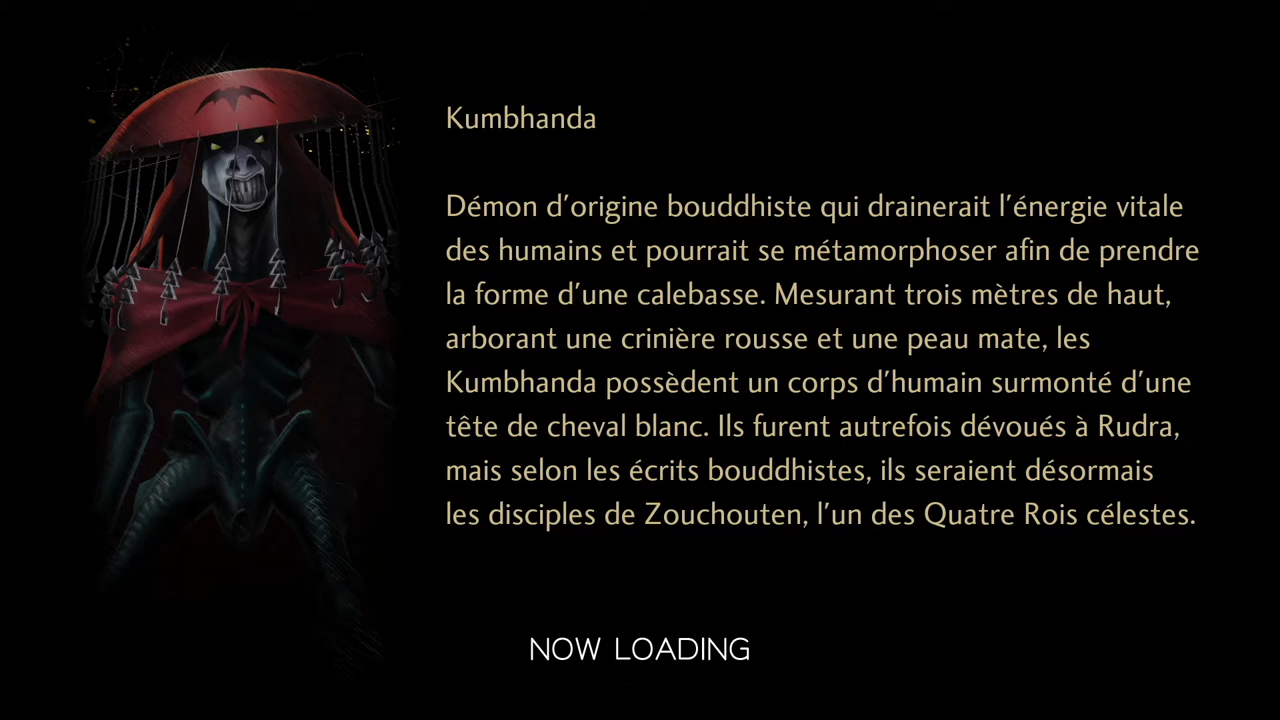 Kumbhanda
Démon d'origine bouddhiste qui drainerait l'énergie vitale
des humains et pourrait se métamorphoser afin de prendre
la forme d'une calebasse. Mesurant trois mètres de haut,
arborant une crinière rousse et une peau mate, les
Kumbhanda possèdent un corps d'humain surmonté d'une
tête de cheval blanc. Ils furent autrefois dévoués à Rudra,
mais selon les écrits bouddhistes, ils seraient désormais
les disciples de Zouchouten, l'un des Quatre Rois célestes.
NOW LOADING